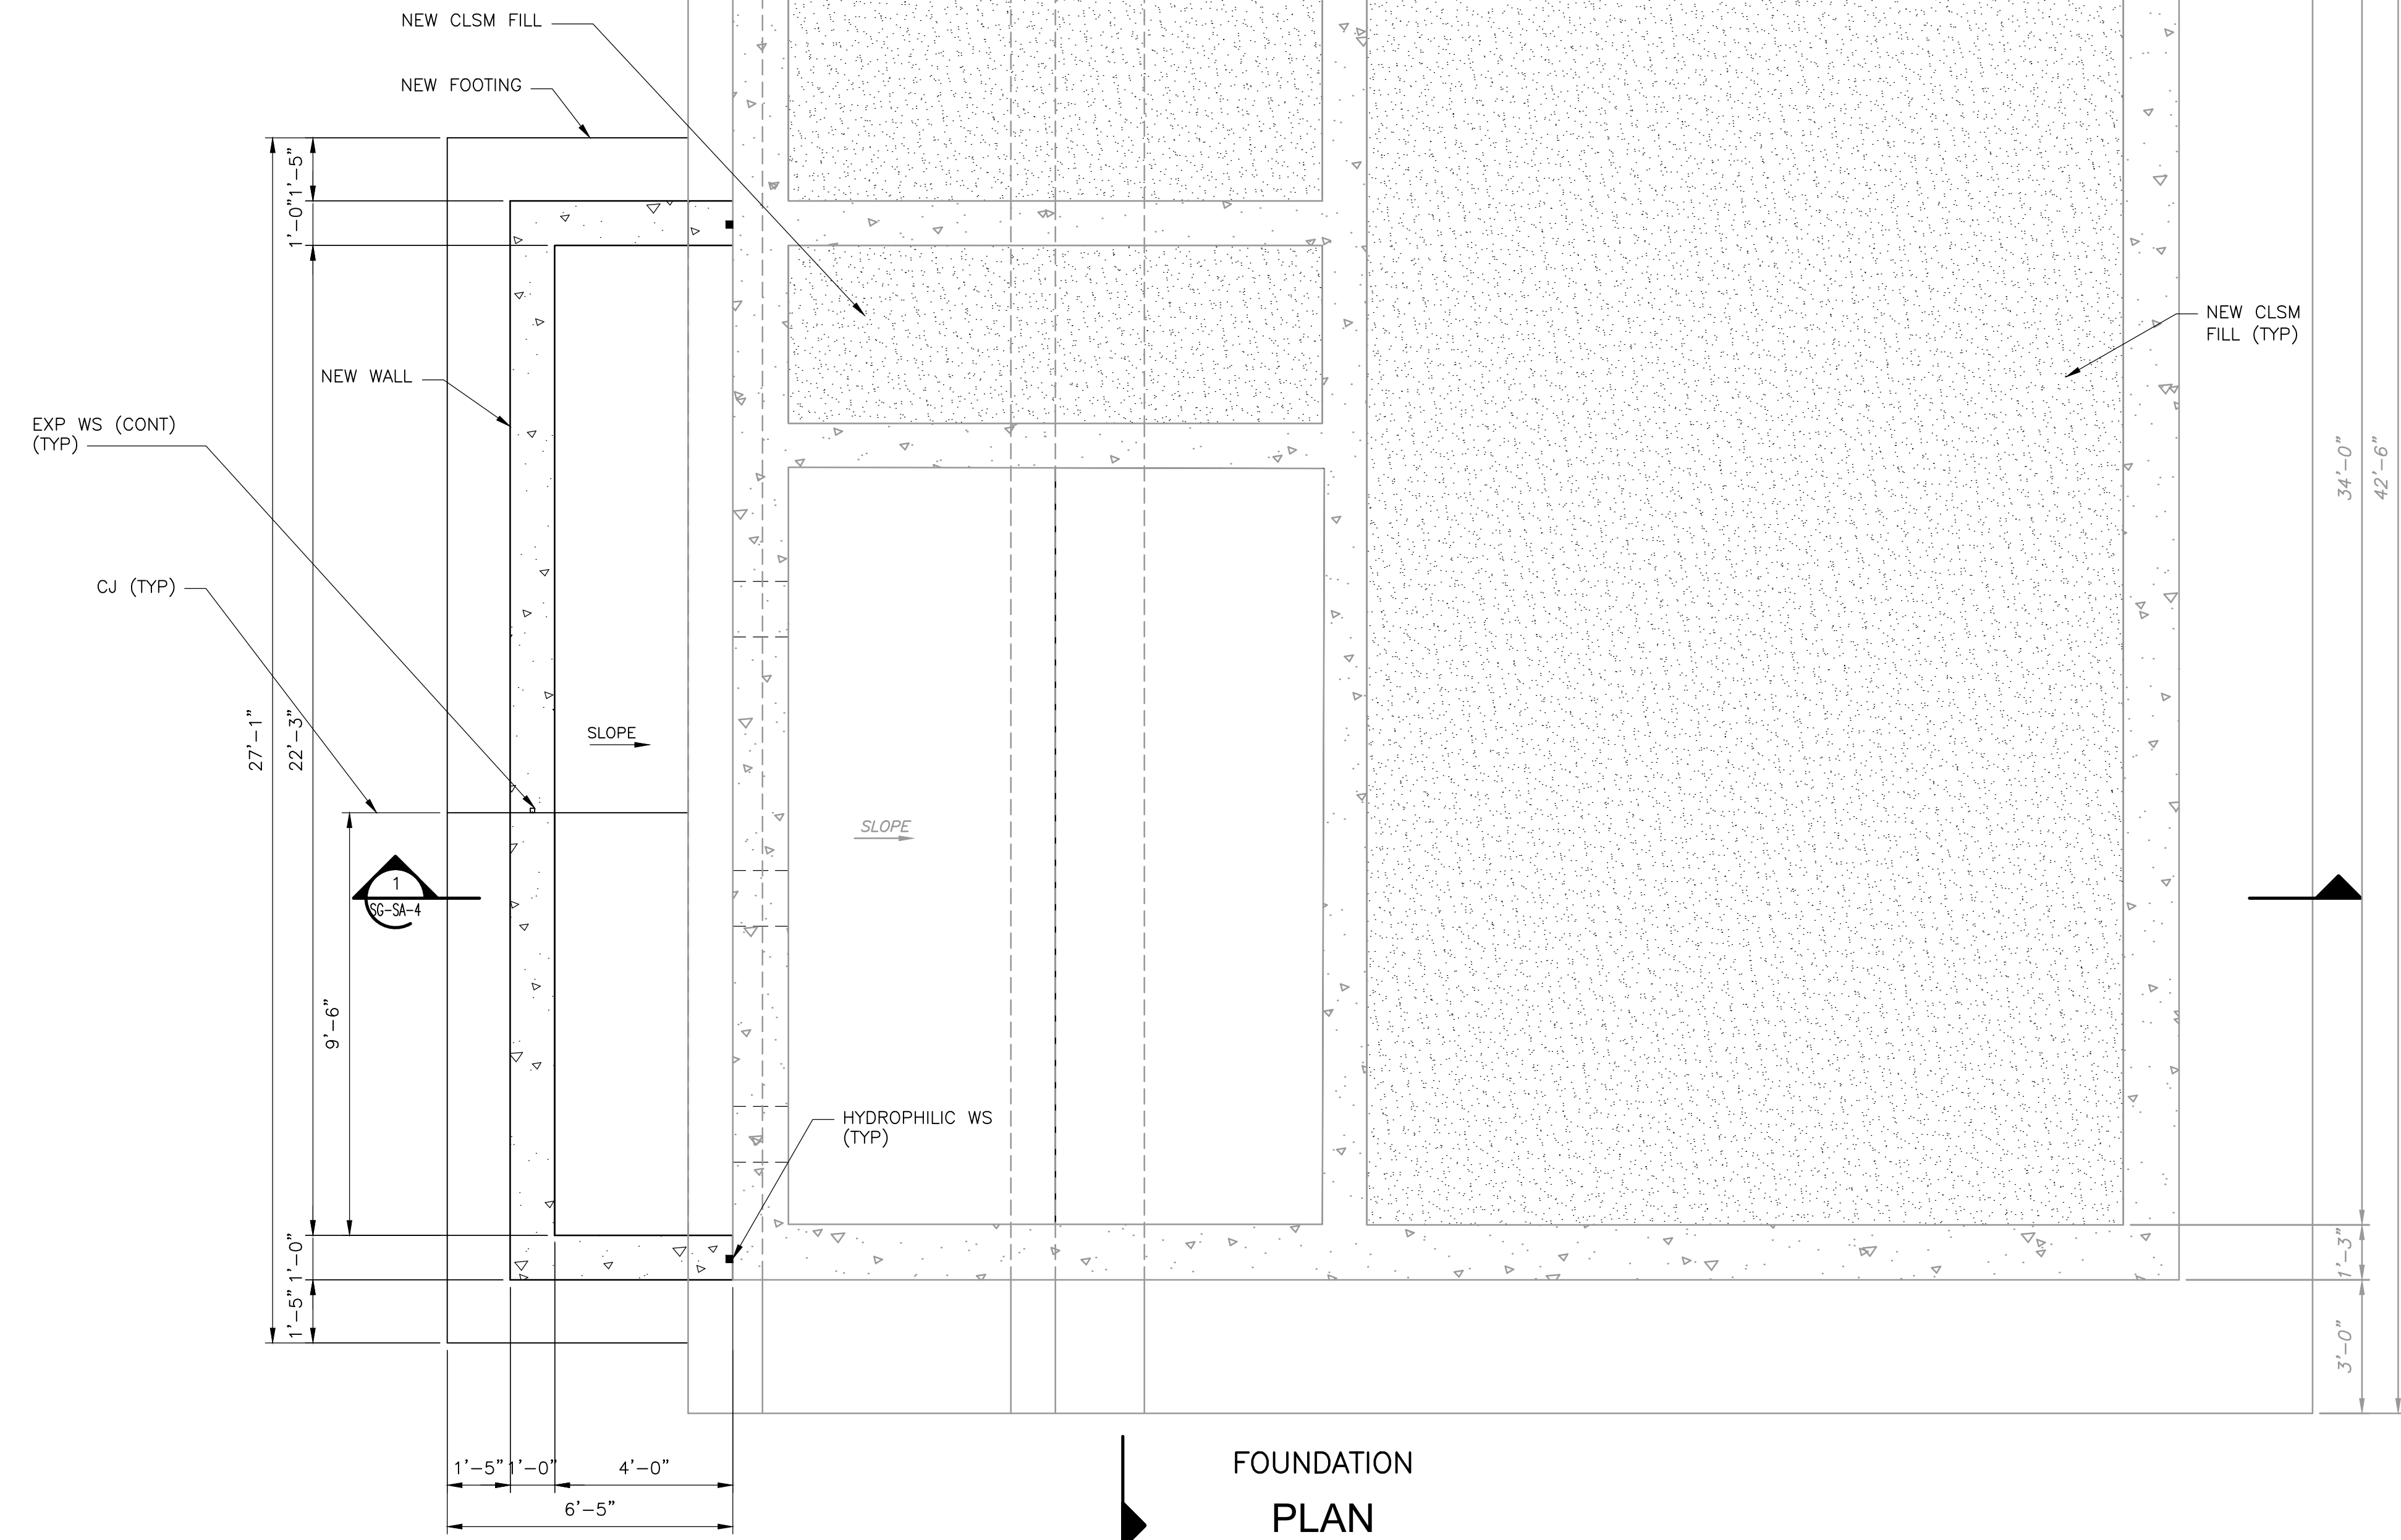 NEW CLSM FILL
NEW FOOTING
1'-5"
1'-0"
NEW CLSM
FILL (TYP)
NEW WALL
EXP WS (CONT)
(TYP)
34'-0"
42'-6"
CJ (TYP)
27'-1"
22'-3"
SLOPE
SLOPE
1
SG-SA-4
9'-6"
HYDROPHILIC WS
(TYP)
1'-0"
1'-5"
1'-3"
3'-0"
1'-5"
1'-0"
4'-0"
6'-5"
FOUNDATION
PLAN